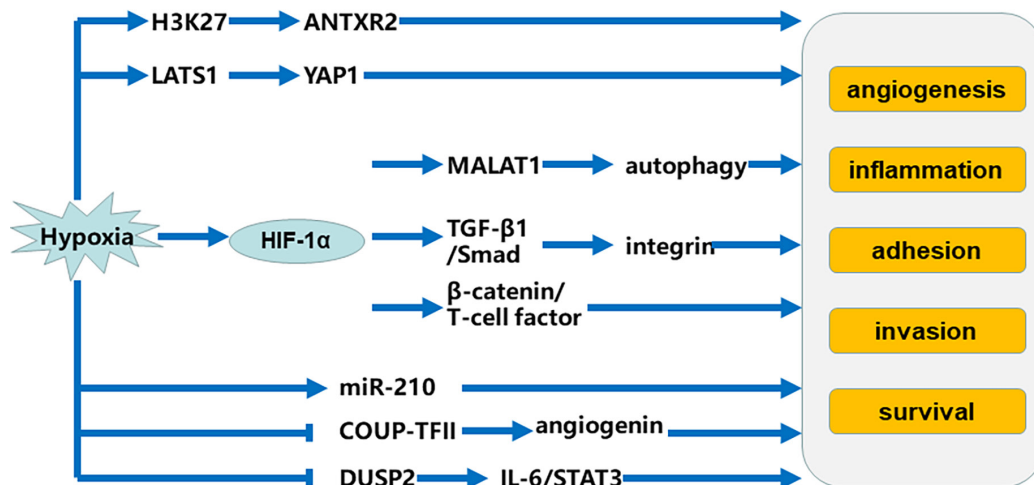 H3K27 ANTXR2
LATS1 YAP1
MALAT1 autophagy
Hypoxia HIF-1α
TGF-β1
/Smad
integrin
β-catenin/
T-cell factor
miR-210
COUP-TFII angiogenin
DUSP2 IL-6/STAT3
angiogenesis
inflammation
adhesion
invasion
survival